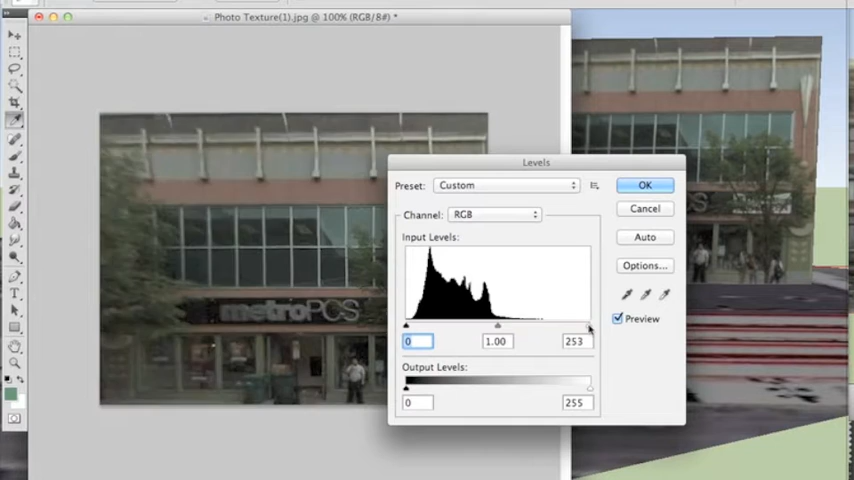 Photo Texture(1).jpg @ 100% (RGB/8#) *
Levels
Preset: Custom
OK
Channel: RGB
Cancel
Input Levels:
Auto
Options...
Preview
0
1.00
253
Output Levels:
0
255
metroPCS
CS